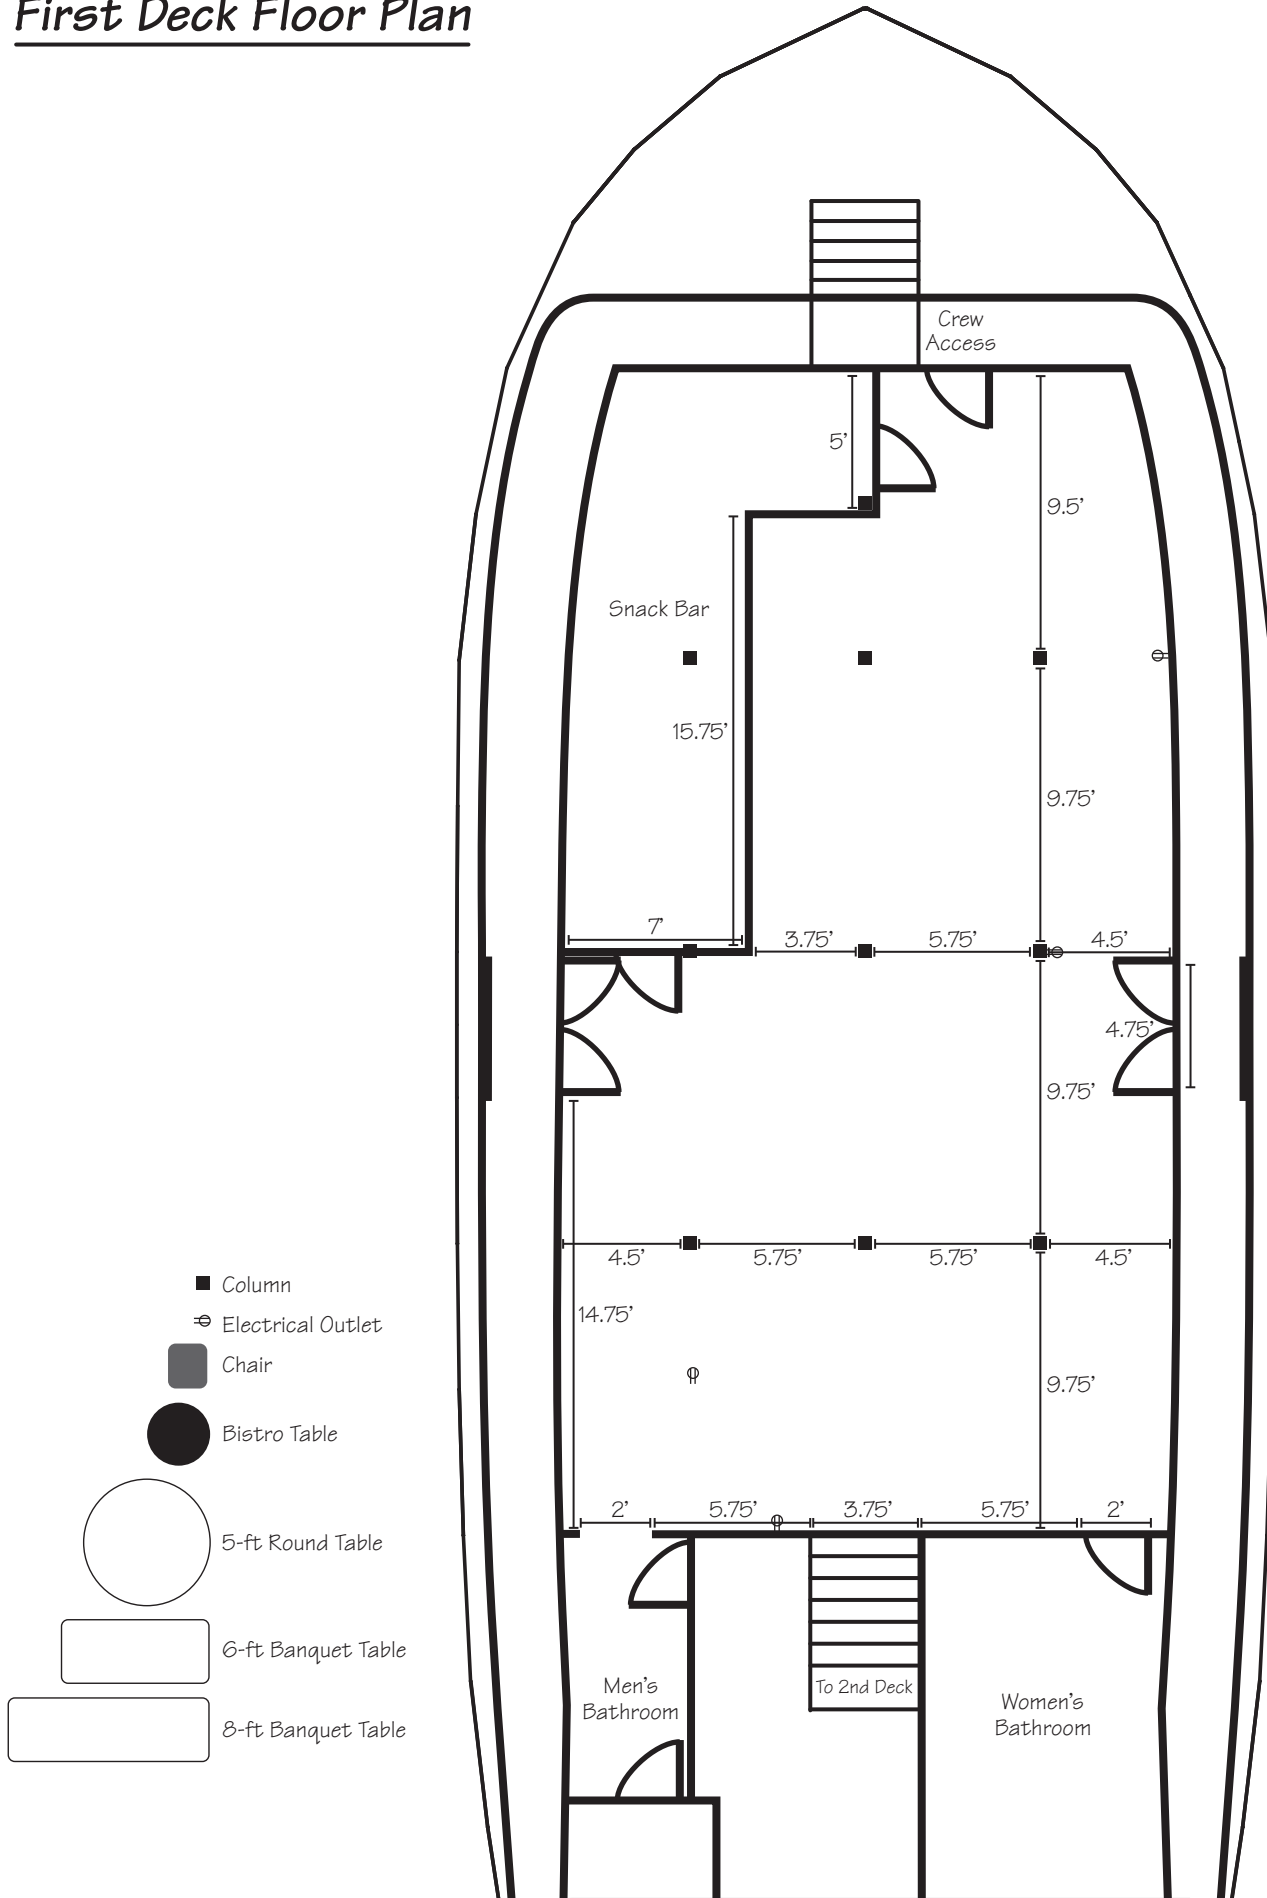 First Deck Floor Plan
Crew
Access
5'
9.5'
Snack Bar
15.75'
9.75'
7'
3.75'
5.75'
4.5'
4.75'
9.75'
4.5'
5.75'
5.75'
4.5'
Column
14.75'
Electrical Outlet
Chair
9.75'
Bistro Table
2'
5.75'
3.75'
5.75'
2'
5-ft Round Table
6-ft Banquet Table
Men's
Bathroom
To 2nd Deck
Women's
Bathroom
8-ft Banquet Table